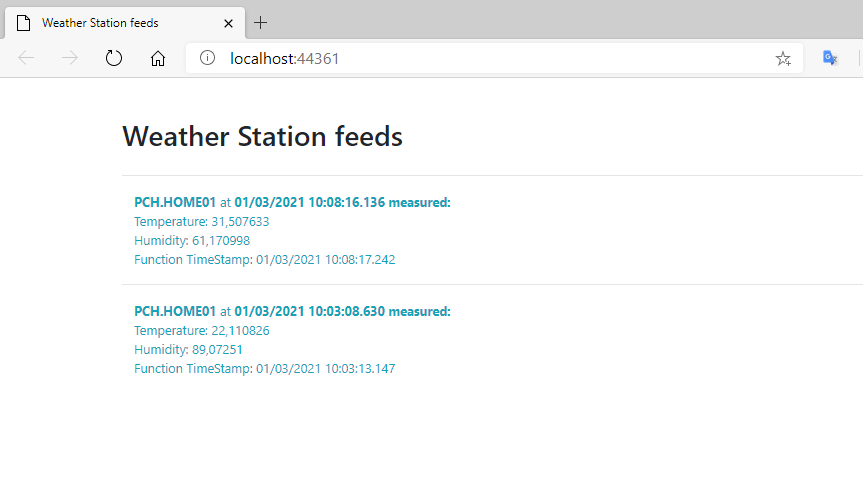 Weather Station feeds
localhost:44361
Weather Station feeds
PCH.HOME01 at 01/03/2021 10:08:16.136 measured:
Temperature: 31,507633
Humidity: 61,170998
Function TimeStamp: 01/03/2021 10:08:17.242
PCH.HOME01 at 01/03/2021 10:03:08.630 measured:
Temperature: 22,110826
Humidity: 89,07251
Function TimeStamp: 01/03/2021 10:03:13.147